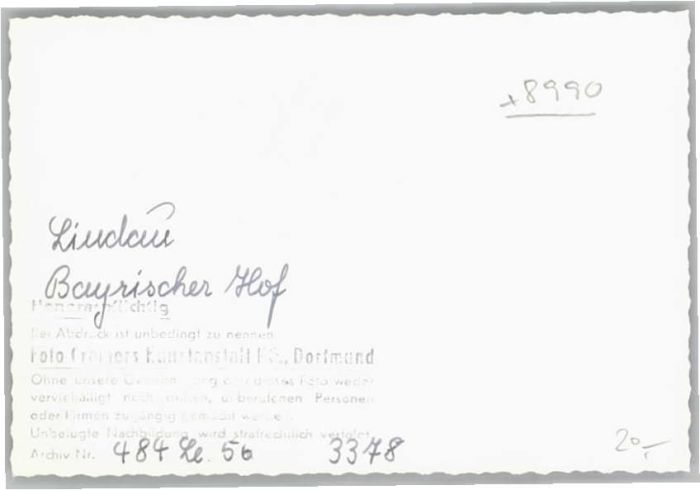 +8990
Lindau
Bayrischer Hof
Honorarpflichtig
Bei Abdruck ist unbedingt zu nennen
Foto Cramers Kunstanstalt KG., Dortmund
Ohne unsere Genehmigung darf dieses Foto weder
vervielfältigt noch dritten, unberufenen Personen
oder Firmen zugängig gemacht werden.
Unbefugte Nachbildung wird strafrechtlich verfolgt.
Archiv Nr. 484 Le. 56 3378
20,-